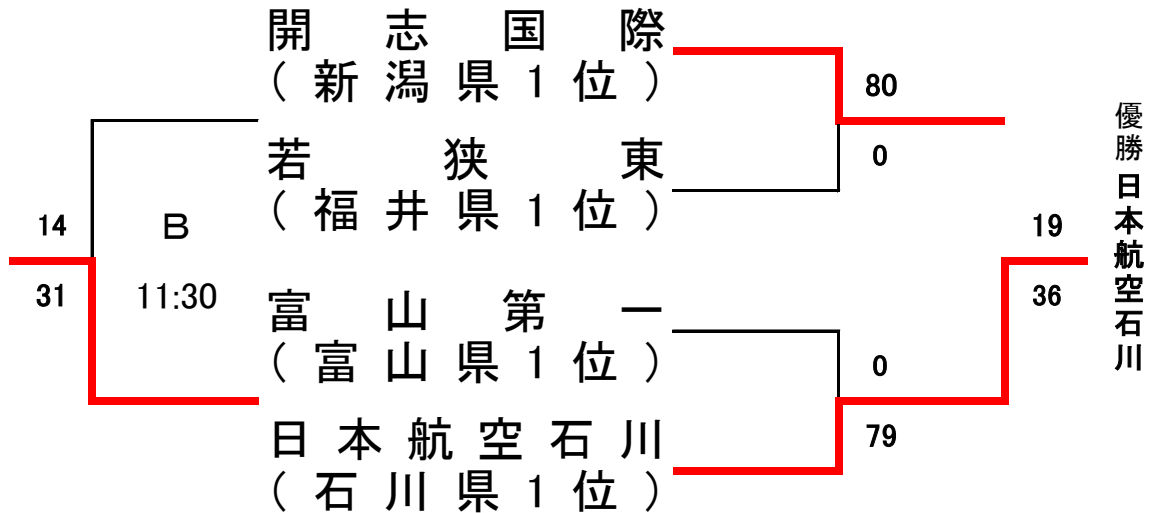 開志国際
(新潟県1位)
80
若狭東
(福井県1位)
0
14
B
31
11:30
富山第一
(富山県1位)
0
日本航空石川
(石川県1位)
79
19
36
優勝 日本航空石川